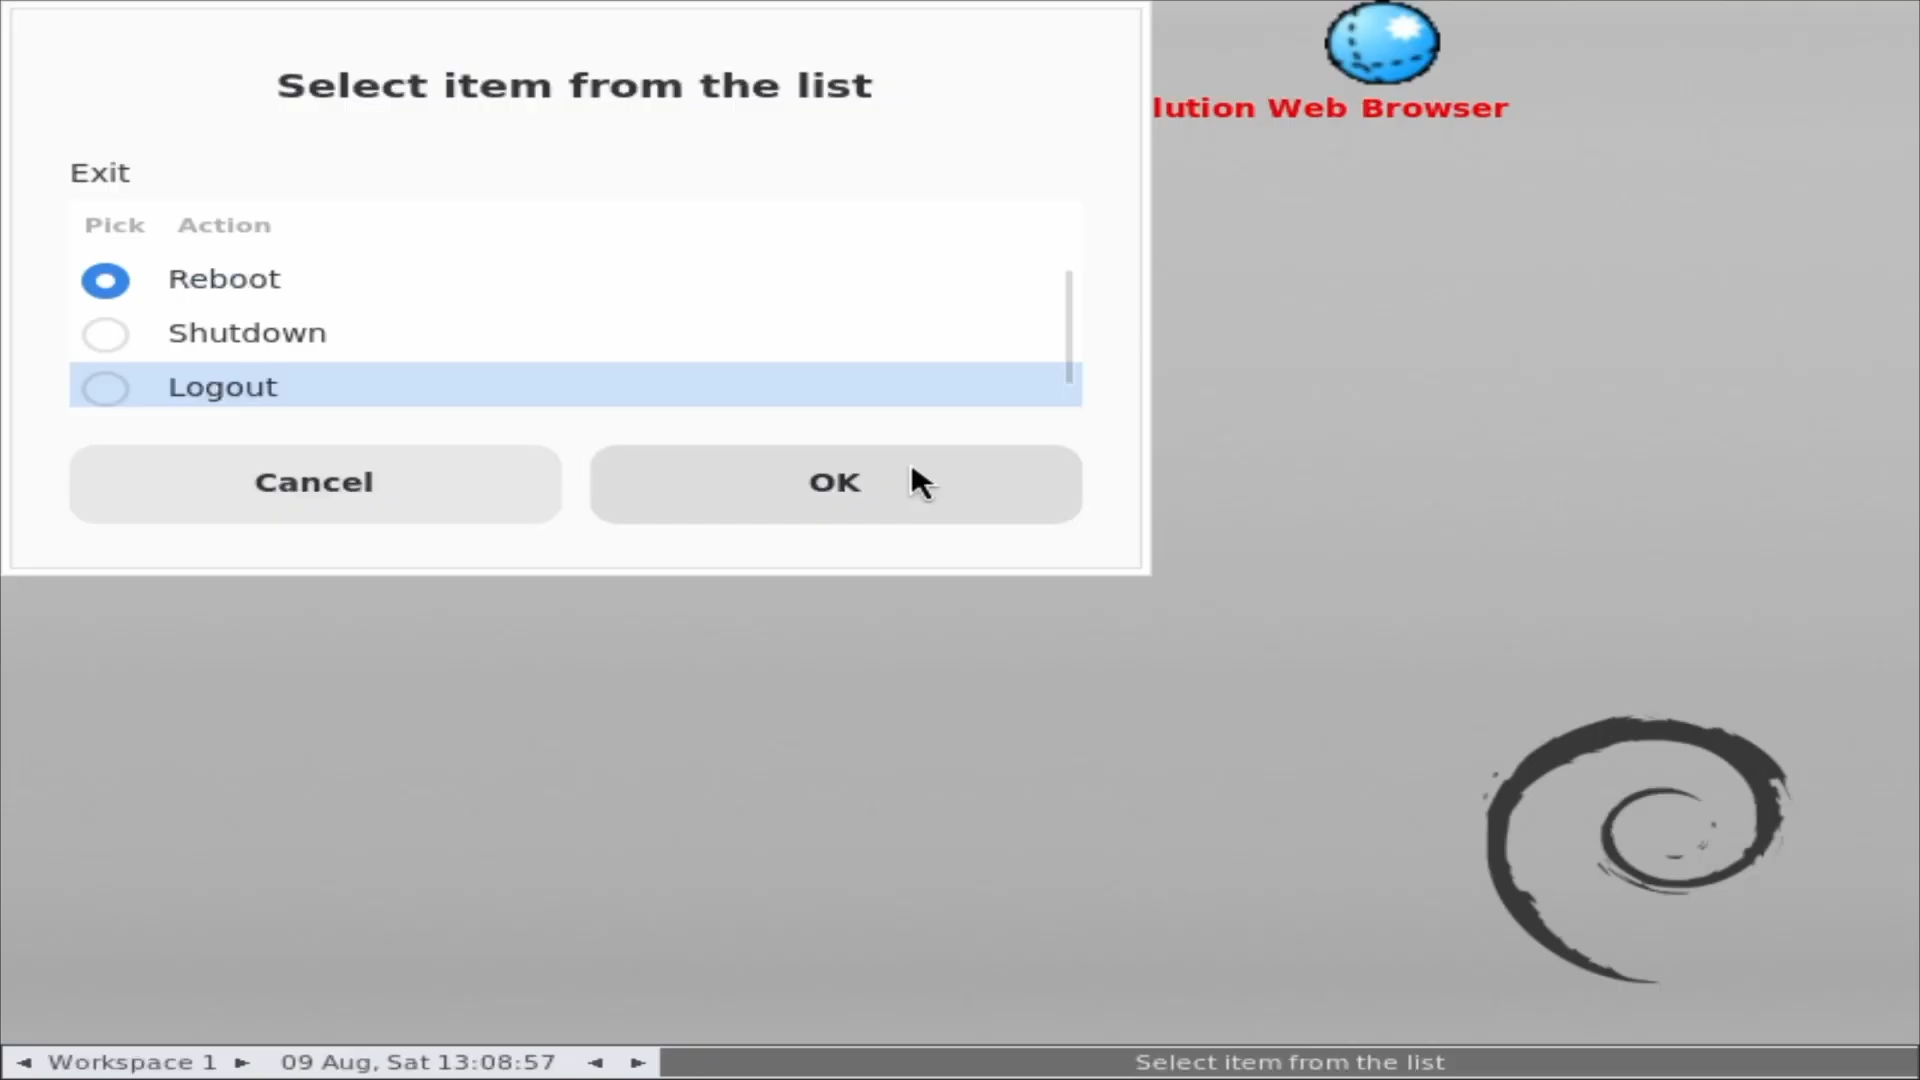 Select item from the list
Exit
Pick Action
Reboot
Shutdown
Logout
Cancel OK
lution Web Browser
Workspace 1 09 Aug, Sat 13:08:57 Select item from the list